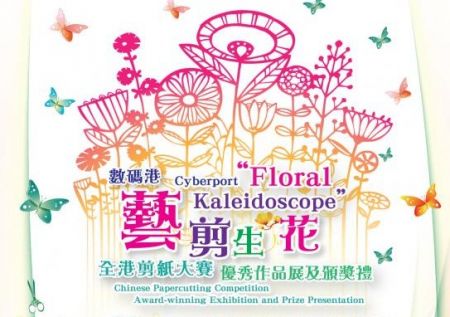 數碼港 Cyberport "Floral
Kaleidoscope"
藝剪生花
全港剪紙大賽 優秀作品展及頒獎禮
Chinese Papercutting Competition
Award-winning Exhibition and Prize Presentation